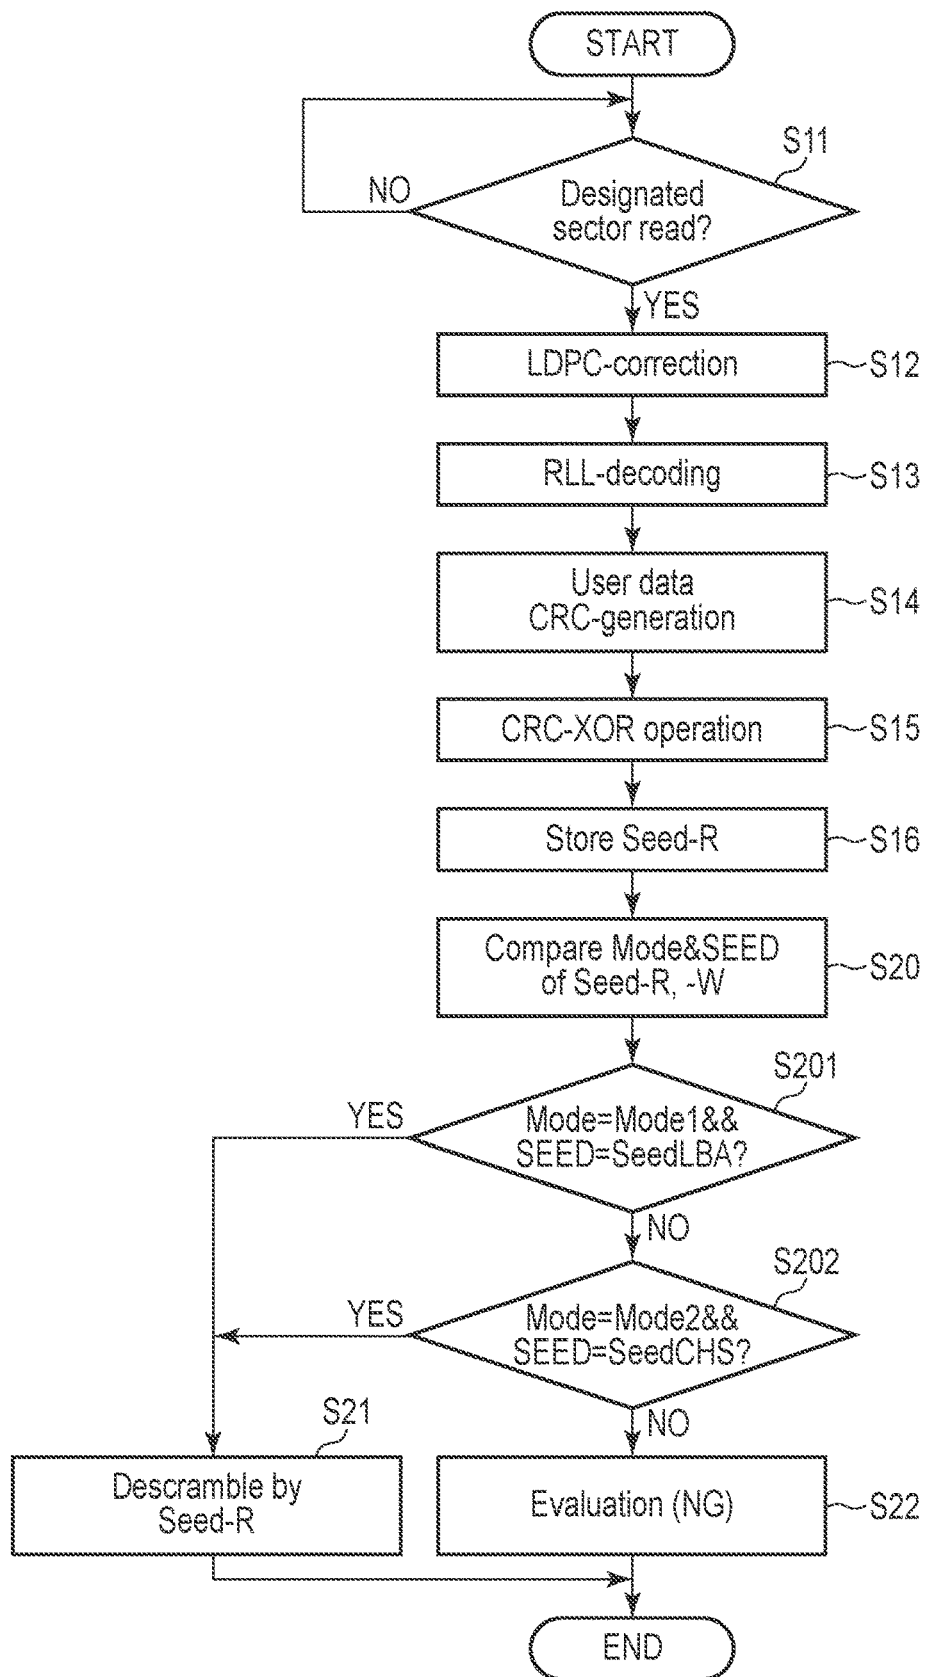 START
S11
NO
Designated
sector read?
YES
LDPC-correction
S12
RLL-decoding
S13
User data
CRC-generation
S14
CRC-XOR operation
S15
Store Seed-R
S16
Compare Mode&SEED
of Seed-R, -W
S20
S201
YES
Mode=Mode1&&
SEED=SeedLBA?
NO
S202
YES
Mode=Mode2&&
SEED=SeedCHS?
NO
S21
Descramble by
Seed-R
Evaluation (NG)
S22
END